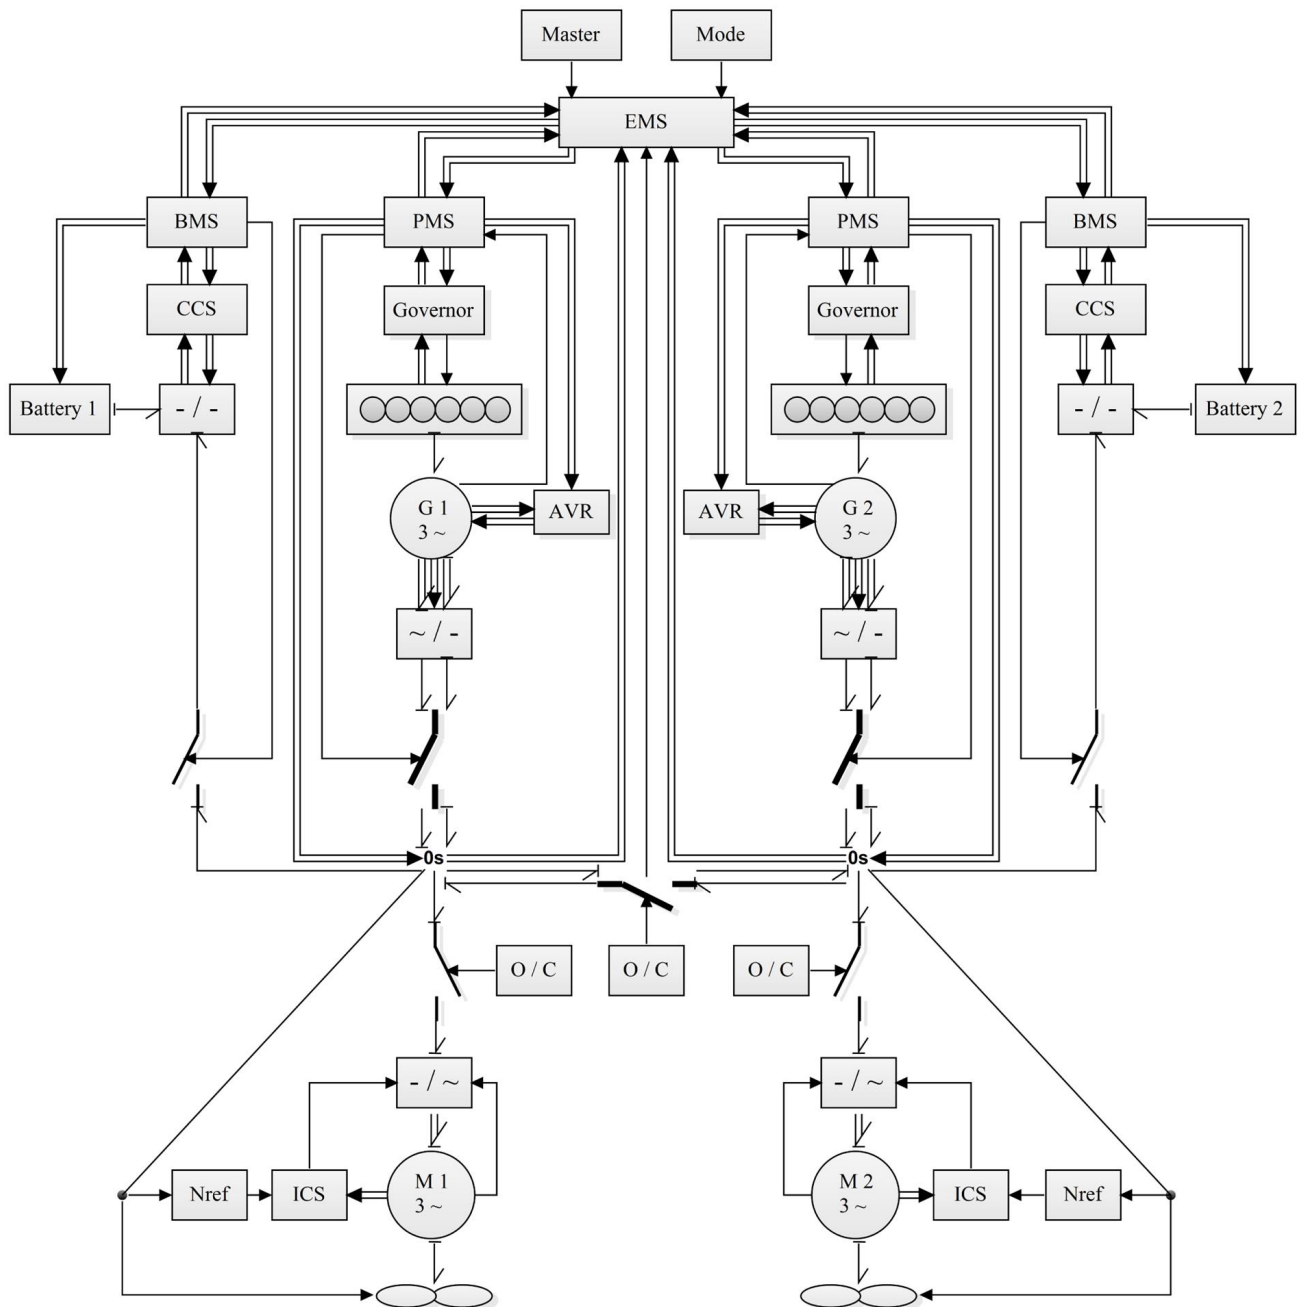 Master
Mode
EMS
BMS
PMS
PMS
BMS
CCS
Governor
Governor
CCS
Battery 1
- / -
- / -
Battery 2
G 1
3 ~
AVR
AVR
G 2
3 ~
~ / -
~ / -
0s
0s
O / C
O / C
O / C
- / ~
- / ~
Nref
ICS
M 1
3 ~
M 2
3 ~
ICS
Nref